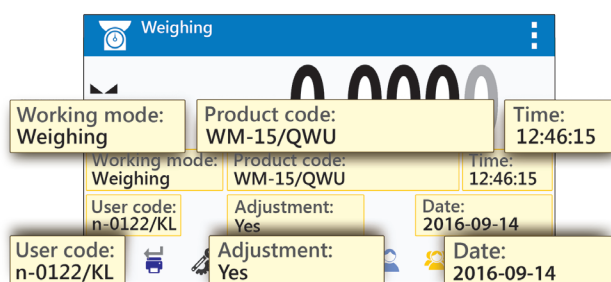 Weighing
0.0000
Working mode: Product code: Time:
Weighing WM-15/QWU 12:46:15
Working mode: Product code: Time:
Weighing WM-15/QWU 12:46:15
User code: Adjustment: Date:
n-0122/KL Yes 2016-09-14
User code: Adjustment: Date:
n-0122/KL Yes 2016-09-14